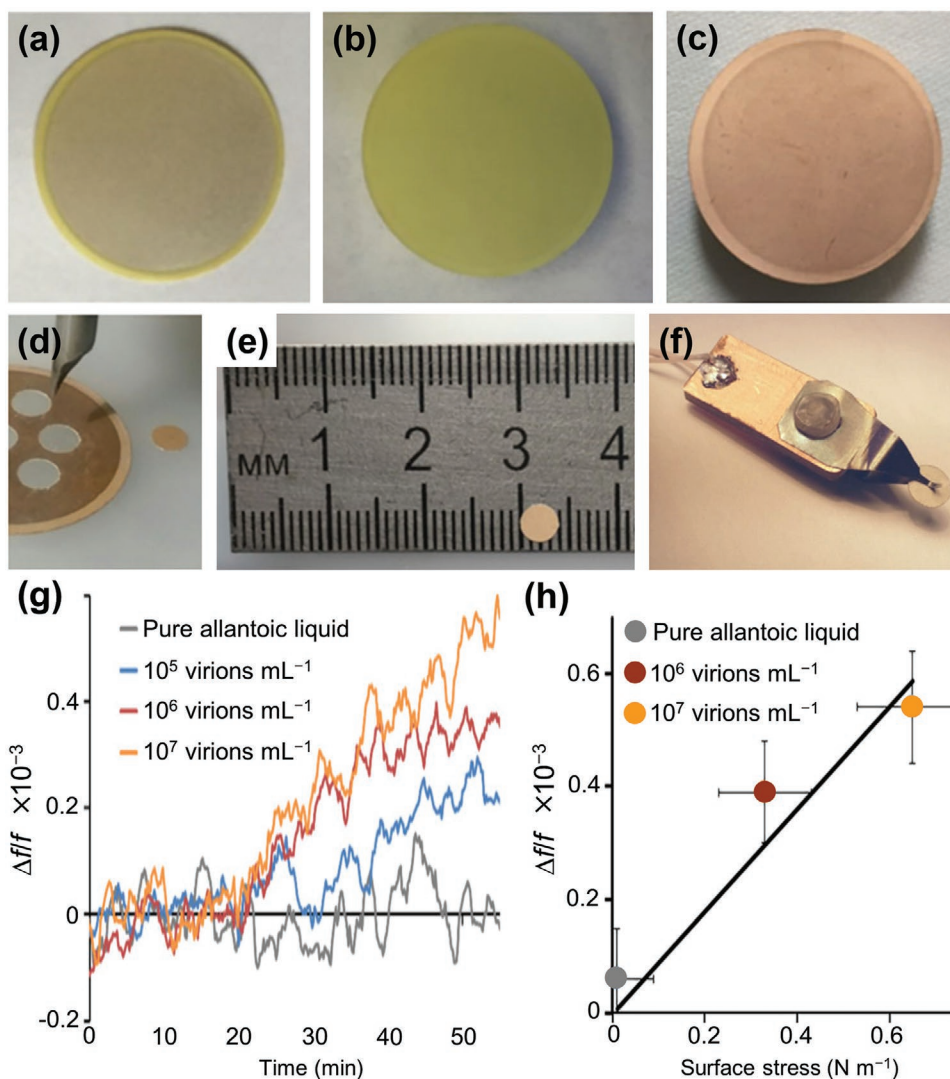 (a)
(b)
(c)
(d)
(e)
(f)
MM 1 2 3 4
(g)
Pure allantoic liquid
10⁵ virions mL⁻¹
10⁶ virions mL⁻¹
10⁷ virions mL⁻¹
Δf/f ×10⁻³
0.4
0.2
0
-0.2
0 10 20 30 40 50
Time (min)
(h)
Pure allantoic liquid
10⁶ virions mL⁻¹
10⁷ virions mL⁻¹
Δf/f ×10⁻³
0.6
0.4
0.2
0
0 0.2 0.4 0.6
Surface stress (N m⁻¹)